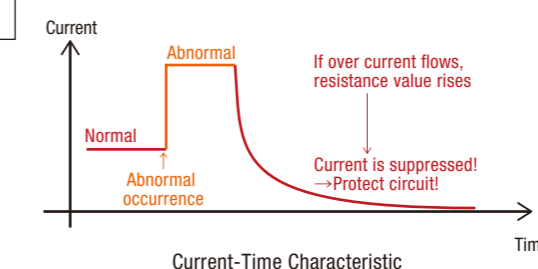 Current
Abnormal
If over current flows,
resistance value rises
Normal
Abnormal
occurrence
Current is suppressed!
→Protect circuit!
Tim
Current-Time Characteristic